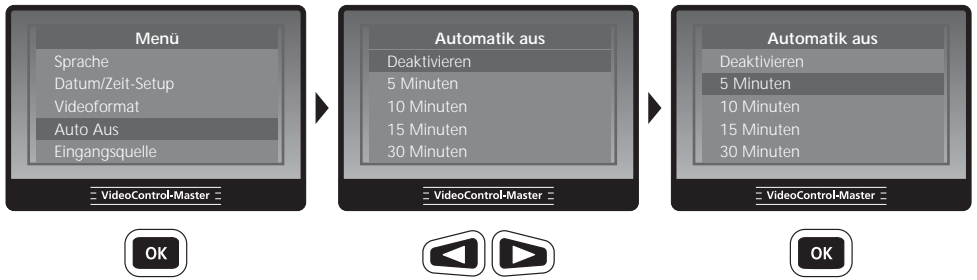 Menü
Sprache
Datum/Zeit-Setup
Videoformat
Auto Aus
Eingangsquelle
VideoControl-Master
OK
Automatik aus
Deaktivieren
5 Minuten
10 Minuten
15 Minuten
30 Minuten
VideoControl-Master
Automatik aus
Deaktivieren
5 Minuten
10 Minuten
15 Minuten
30 Minuten
VideoControl-Master
OK